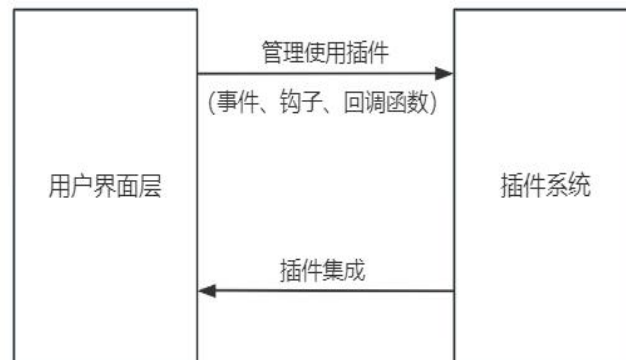 管理使用插件
（事件、钩子、回调函数）
用户界面层
插件系统
插件集成